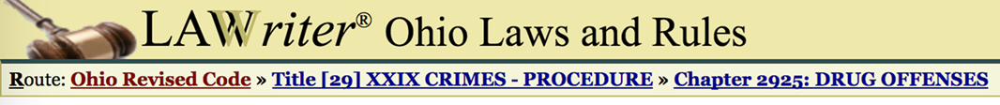 LAWriter® Ohio Laws and Rules
Route: Ohio Revised Code » Title [29] XXIX CRIMES - PROCEDURE » Chapter 2925: DRUG OFFENSES